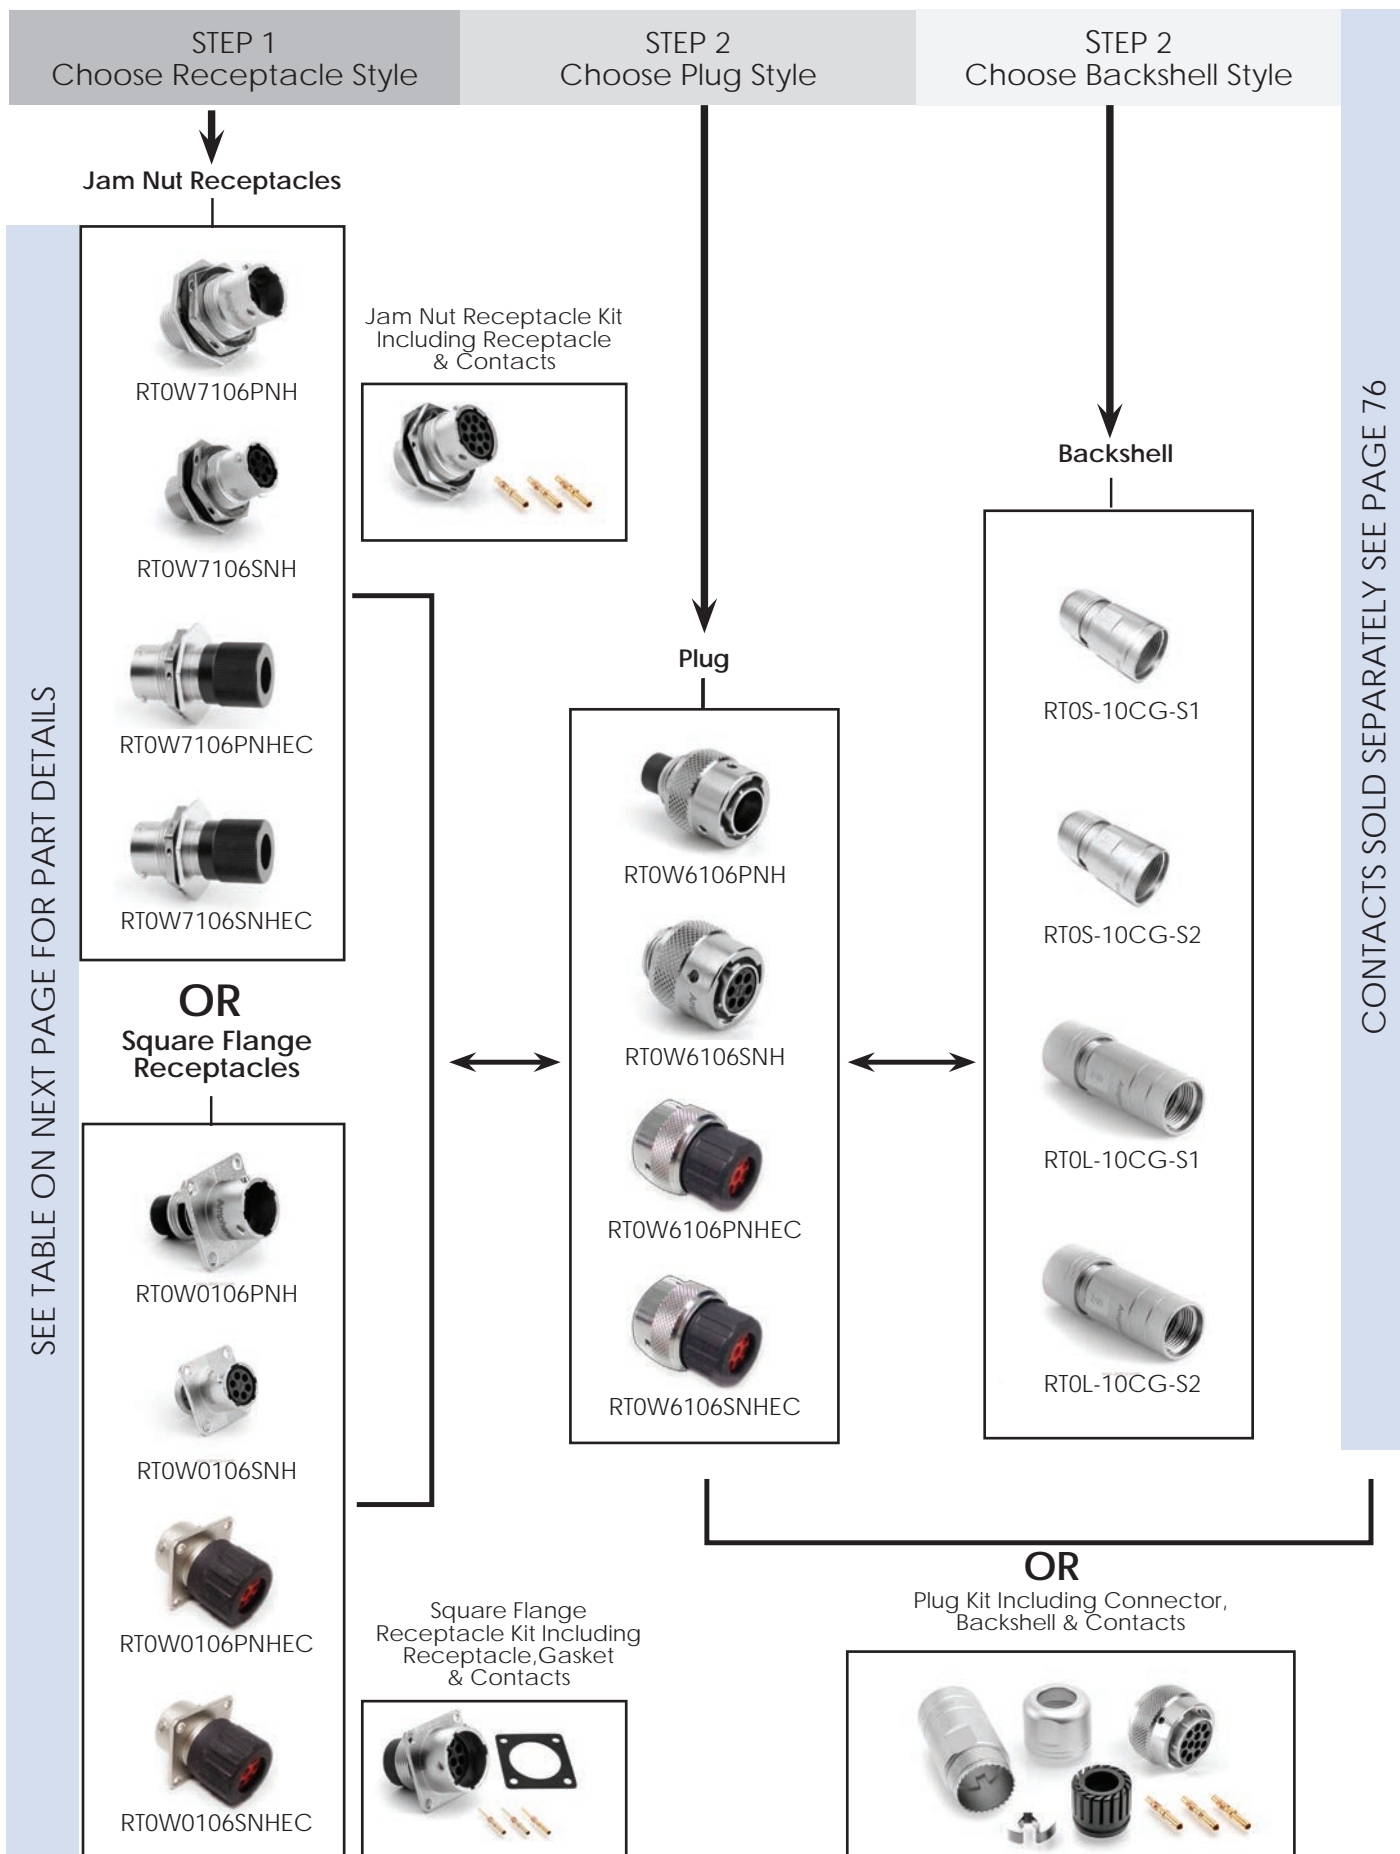 STEP 1
Choose Receptacle Style
STEP 2
Choose Plug Style
STEP 2
Choose Backshell Style
Jam Nut Receptacles
RT0W7106PNH
RT0W7106SNH
RT0W7106PNHEC
RT0W7106SNHEC
Jam Nut Receptacle Kit
Including Receptacle
& Contacts
OR
Square Flange
Receptacles
RT0W0106PNH
RT0W0106SNH
RT0W0106PNHEC
RT0W0106SNHEC
Square Flange
Receptacle Kit Including
Receptacle,Gasket
& Contacts
Plug
RT0W6106PNH
RT0W6106SNH
RT0W6106PNHEC
RT0W6106SNHEC
Backshell
RT0S-10CG-S1
RT0S-10CG-S2
RT0L-10CG-S1
RT0L-10CG-S2
OR
Plug Kit Including Connector,
Backshell & Contacts
SEE TABLE ON NEXT PAGE FOR PART DETAILS
CONTACTS SOLD SEPARATELY SEE PAGE 76